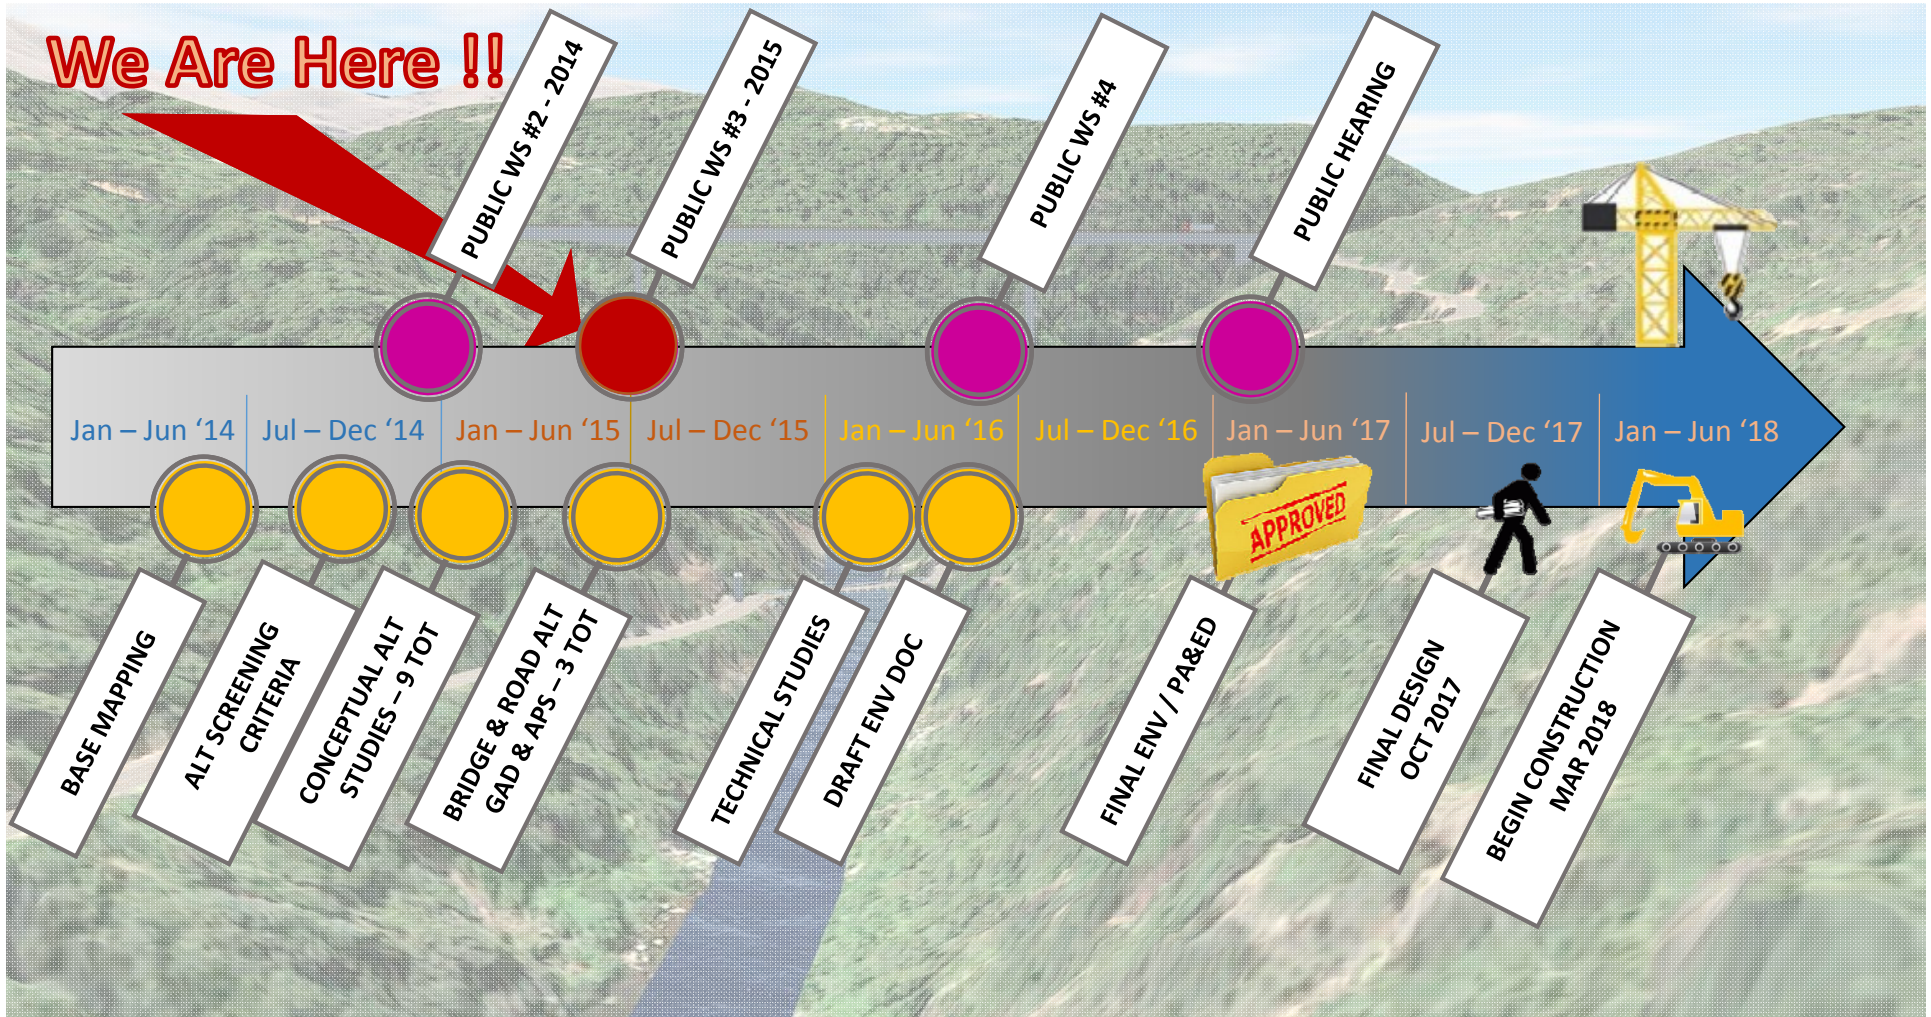 We Are Here !!
PUBLIC WS #2 - 2014
PUBLIC WS #3 - 2015
PUBLIC WS #4
PUBLIC HEARING
Jan – Jun ‘14
Jul – Dec ‘14
Jan – Jun ‘15
Jul – Dec ‘15
Jan – Jun ‘16
Jul – Dec ‘16
Jan – Jun ‘17
Jul – Dec ‘17
Jan – Jun ‘18
APPROVED
BASE MAPPING
ALT SCREENING
CRITERIA
CONCEPTUAL ALT
STUDIES – 9 TOT
BRIDGE & ROAD ALT
GAD & APS – 3 TOT
TECHNICAL STUDIES
DRAFT ENV DOC
FINAL ENV / PA&ED
FINAL DESIGN
OCT 2017
BEGIN CONSTRUCTION
MAR 2018